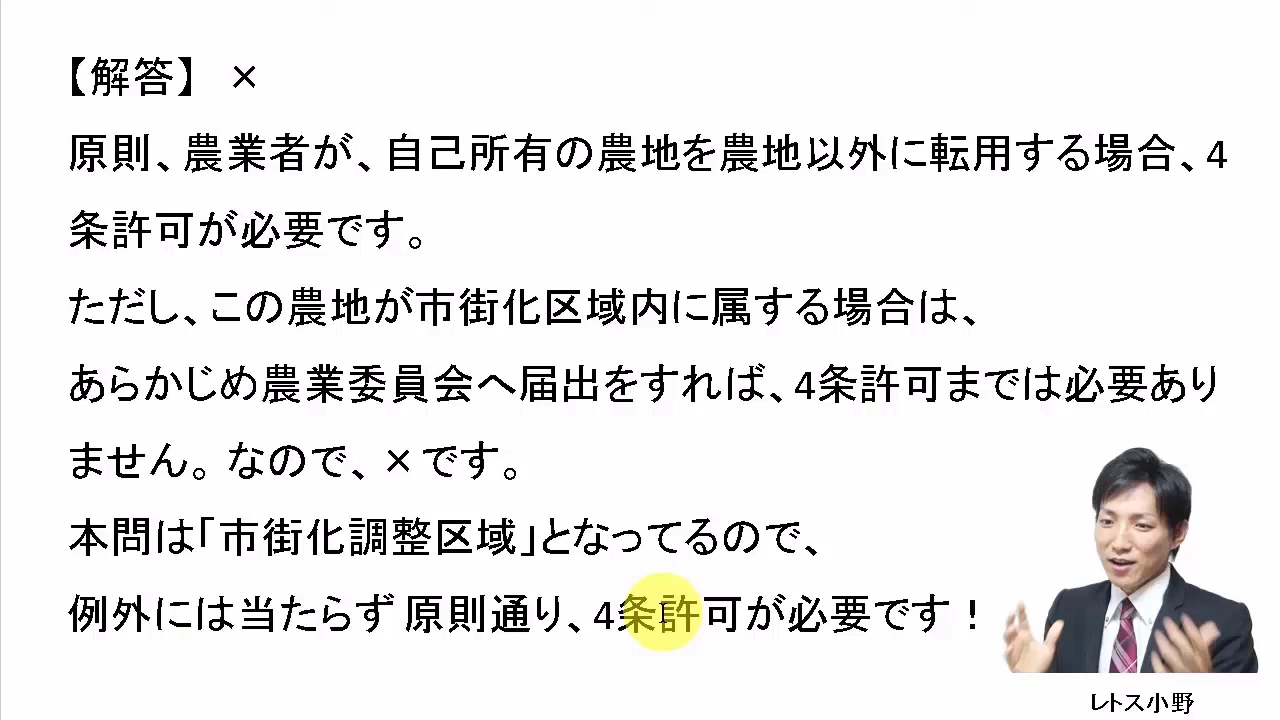 【解答】 ×
原則、農業者が、自己所有の農地を農地以外に転用する場合、4
条許可が必要です。
ただし、この農地が市街化区域内に属する場合は、
あらかじめ農業委員会へ届出をすれば、4条許可までは必要あり
ません。なので、×です。
本問は「市街化調整区域」となってるので、
例外には当たらず 原則通り、4条許可が必要です！
レトス小野